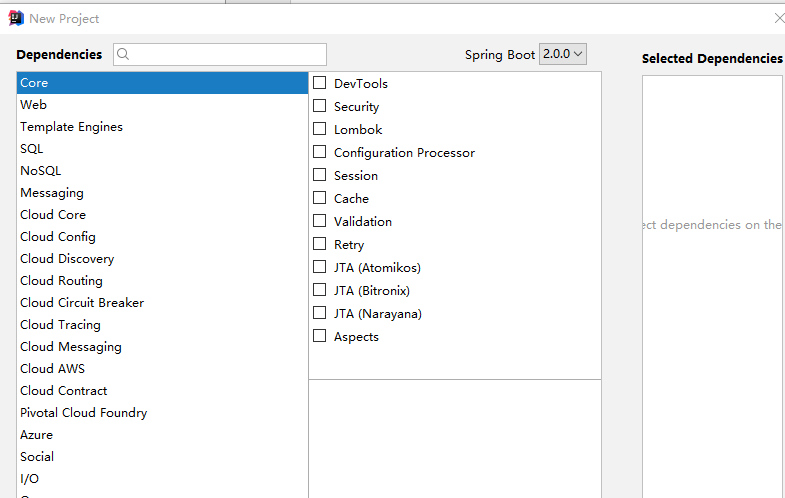 New Project
Dependencies
Spring Boot 2.0.0
Selected Dependencies
Core
Web
Template Engines
SQL
NoSQL
Messaging
Cloud Core
Cloud Config
Cloud Discovery
Cloud Routing
Cloud Circuit Breaker
Cloud Tracing
Cloud Messaging
Cloud AWS
Cloud Contract
Pivotal Cloud Foundry
Azure
Social
I/O
DevTools
Security
Lombok
Configuration Processor
Session
Cache
Validation
Retry
JTA (Atomikos)
JTA (Bitronix)
JTA (Narayana)
Aspects
ect dependencies on the